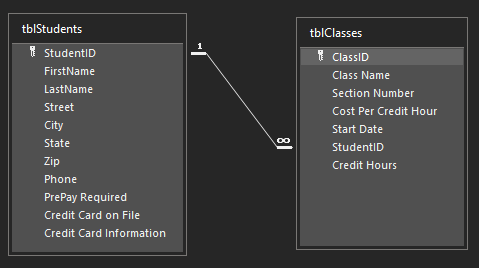 tblStudents
StudentID
FirstName
LastName
Street
City
State
Zip
Phone
PrePay Required
Credit Card on File
Credit Card Information
1
∞
tblClasses
ClassID
Class Name
Section Number
Cost Per Credit Hour
Start Date
StudentID
Credit Hours